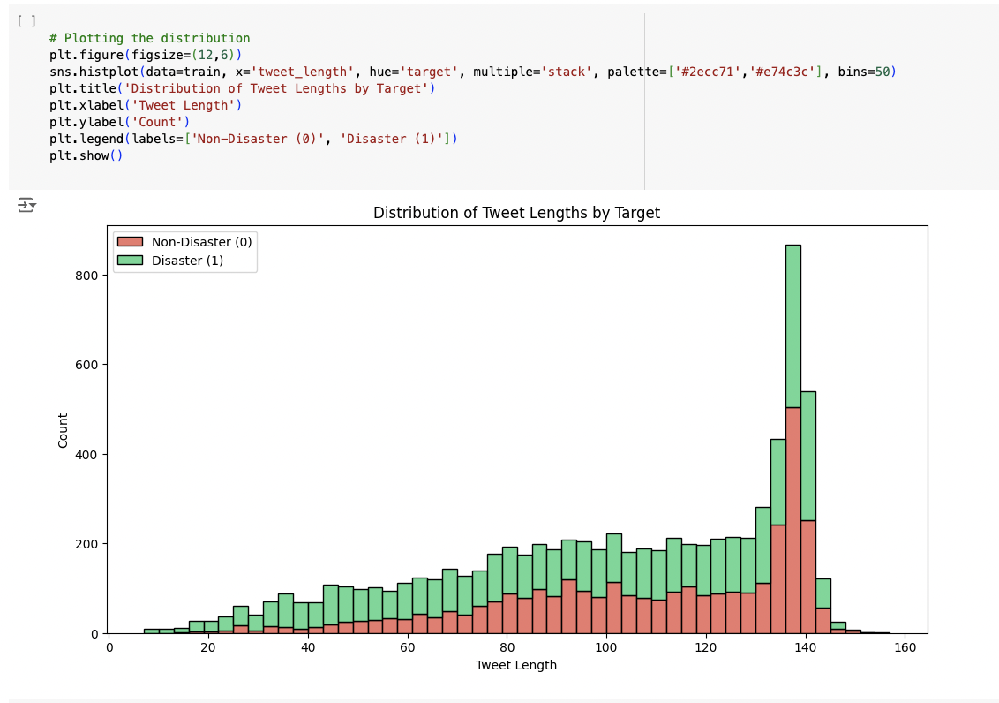 [ ]
# Plotting the distribution
plt.figure(figsize=(12,6))
sns.histplot(data=train, x='tweet_length', hue='target', multiple='stack', palette=['#2ecc71','#e74c3c'], bins=50)
plt.title('Distribution of Tweet Lengths by Target')
plt.xlabel('Tweet Length')
plt.ylabel('Count')
plt.legend(labels=['Non-Disaster (0)', 'Disaster (1)'])
plt.show()
Distribution of Tweet Lengths by Target
Non-Disaster (0)
Disaster (1)
800
600
400
200
0
Count
0 20 40 60 80 100 120 140 160
Tweet Length